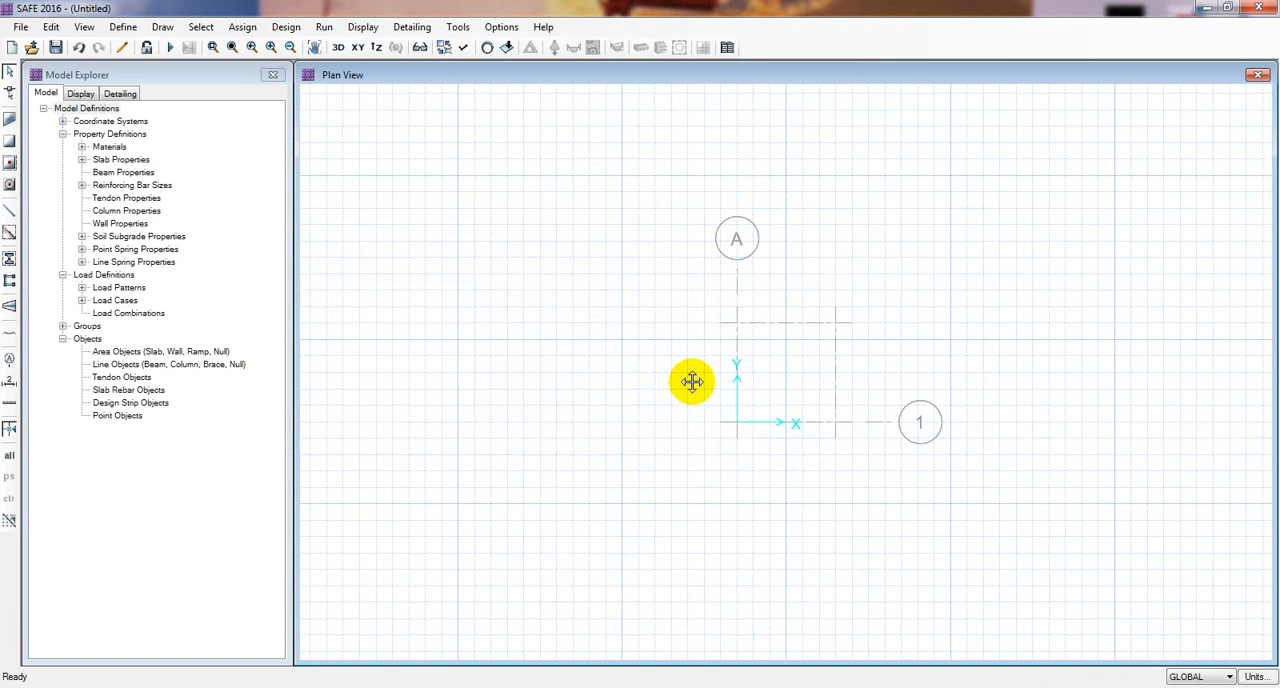 SAFE 2016 - (Untitled)
File Edit View Define Draw Select Assign Design Run Display Detailing Tools Options Help
3D XY
Model Explorer
Model Display Detailing
Model Definitions
Coordinate Systems
Property Definitions
Materials
Slab Properties
Beam Properties
Reinforcing Bar Sizes
Tendon Properties
Column Properties
Wall Properties
Soil Subgrade Properties
Point Spring Properties
Line Spring Properties
Load Definitions
Load Patterns
Load Cases
Load Combinations
Groups
Objects
Area Objects (Slab, Wall, Ramp, Null)
Line Objects (Beam, Column, Brace, Null)
Tendon Objects
Slab Rebar Objects
Design Strip Objects
Point Objects
all
ps
clr
Plan View
A
Y
X
1
Ready
GLOBAL
Units...